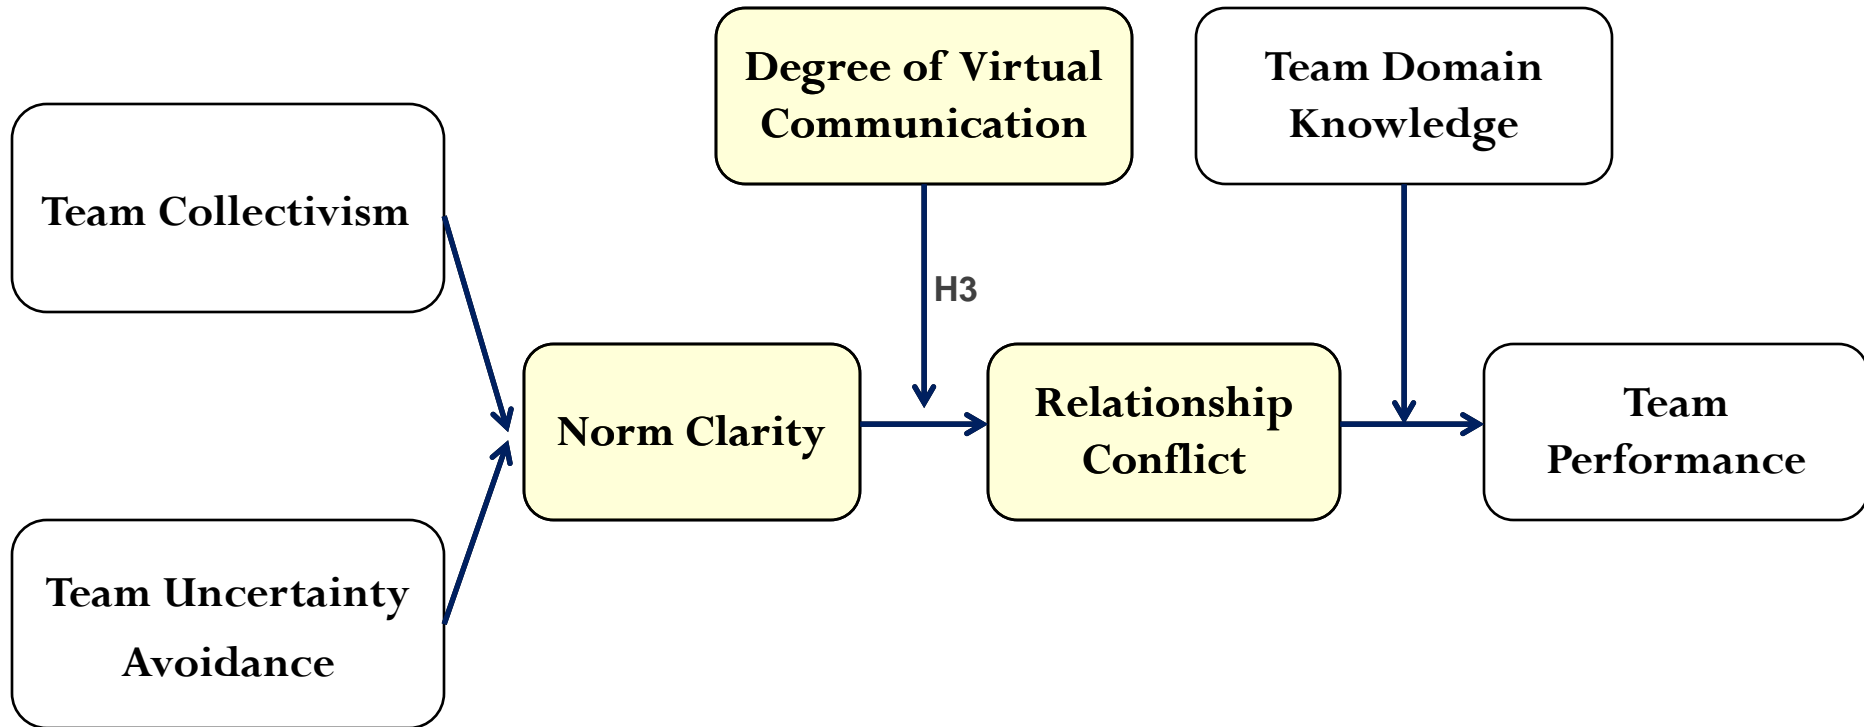 Degree of Virtual
Communication
Team Domain
Knowledge
Team Collectivism
H3
Norm Clarity
Relationship
Conflict
Team
Performance
Team Uncertainty
Avoidance